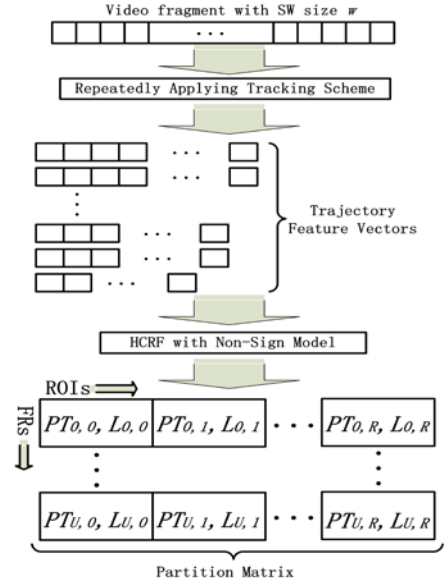 Video fragment with SW size w
...
Repeatedly Applying Tracking Scheme
Trajectory
Feature Vectors
HCRF with Non-Sign Model
ROIs
FRs
PT0, 0, L0, 0 PT0, 1, L0, 1 ... PT0, R, L0, R
PTU, 0, LU, 0 PTU, 1, LU, 1 ... PTU, R, LU, R
Partition Matrix